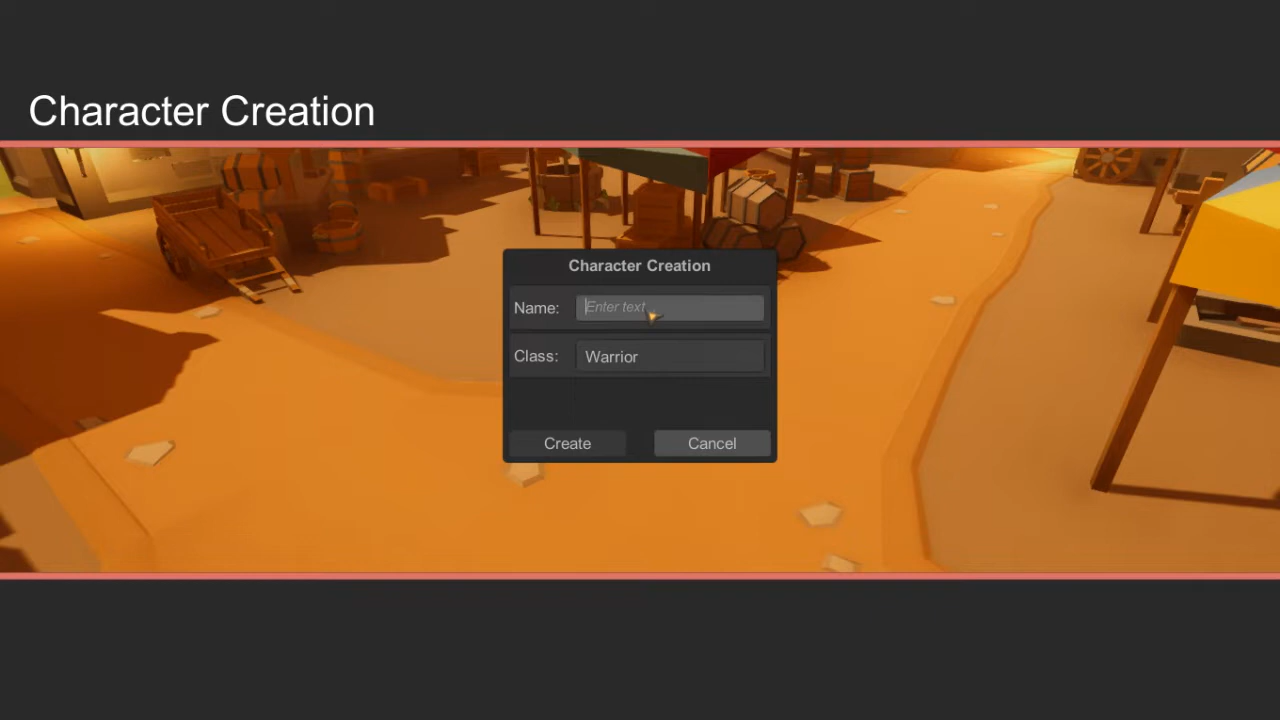 Character Creation
Character Creation
Name: Enter text...
Class: Warrior
Create Cancel